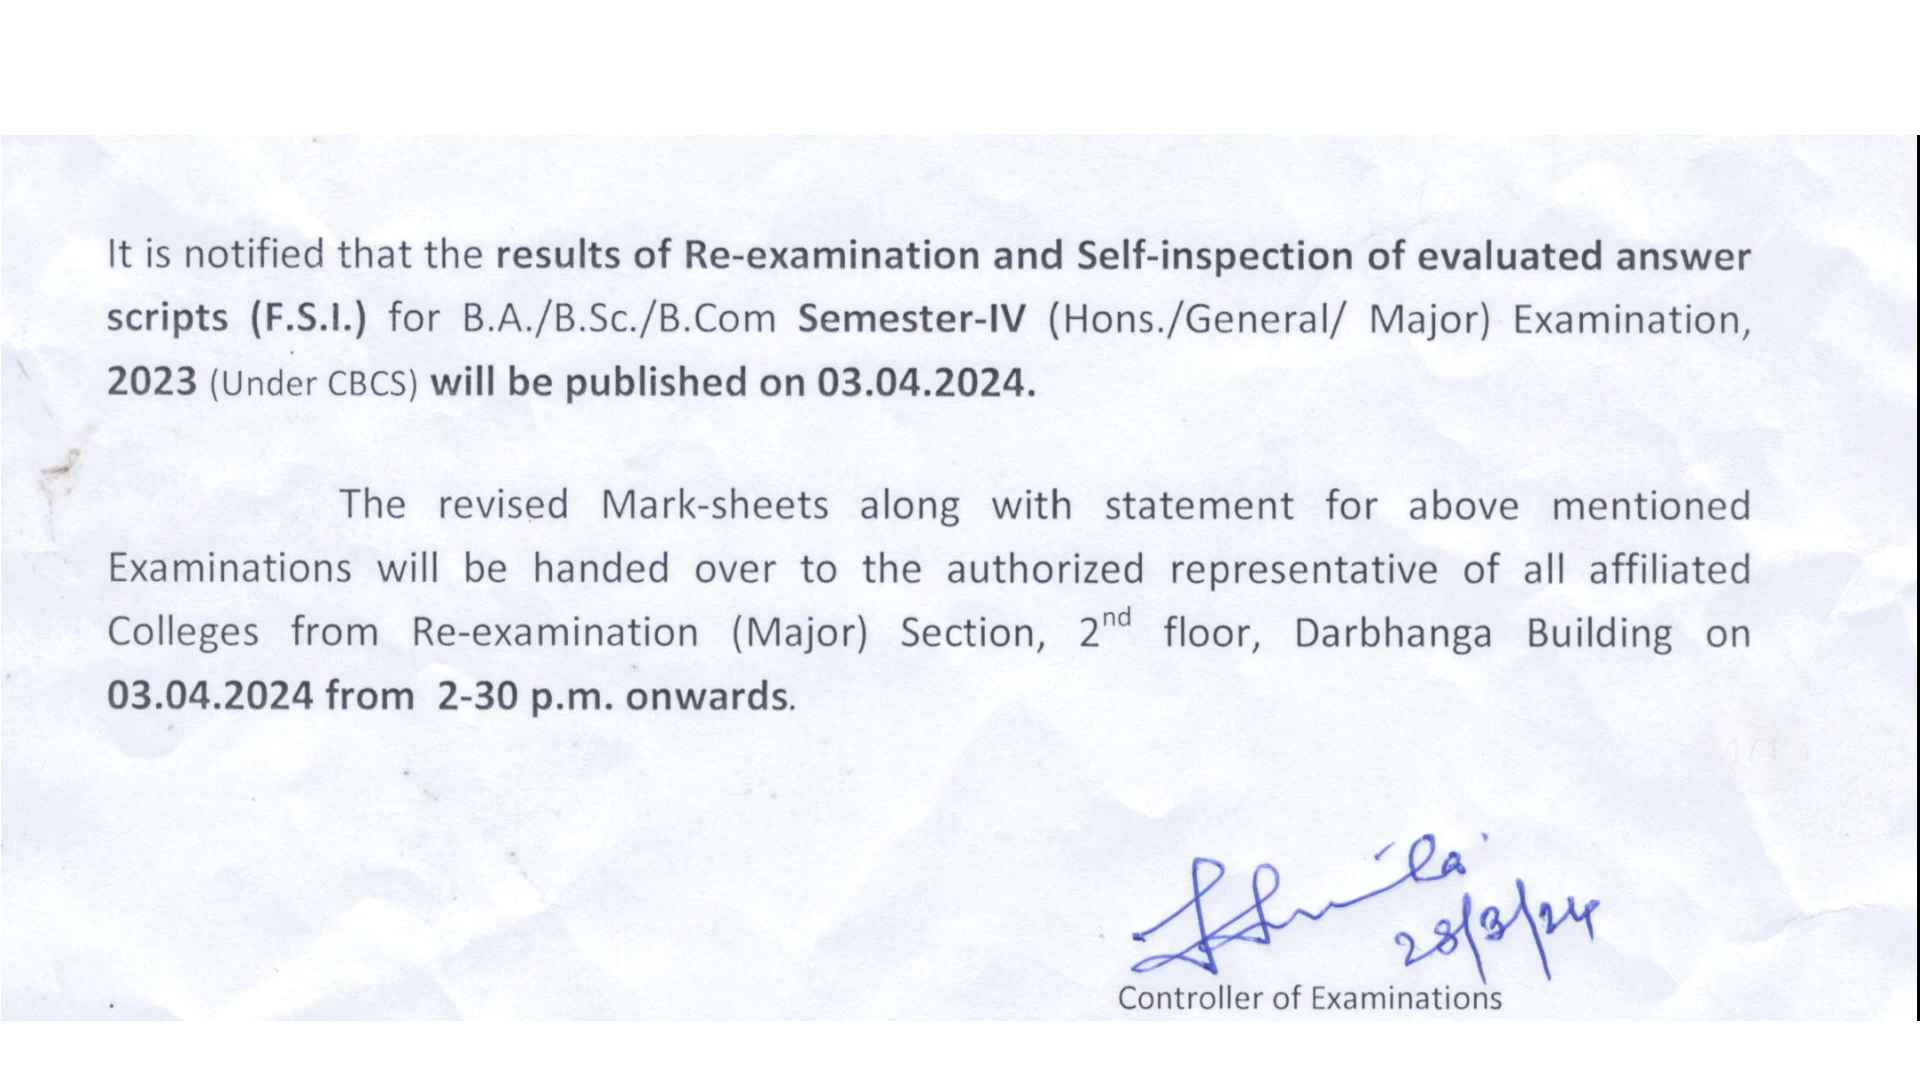 It is notified that the results of Re-examination and Self-inspection of evaluated answer
scripts (F.S.I.) for B.A./B.Sc./B.Com Semester-IV (Hons./General/ Major) Examination,
2023 (Under CBCS) will be published on 03.04.2024.
The revised Mark-sheets along with statement for above mentioned
Examinations will be handed over to the authorized representative of all affiliated
Colleges from Re-examination (Major) Section, 2nd floor, Darbhanga Building on
03.04.2024 from 2-30 p.m. onwards.
28/3/24
Controller of Examinations